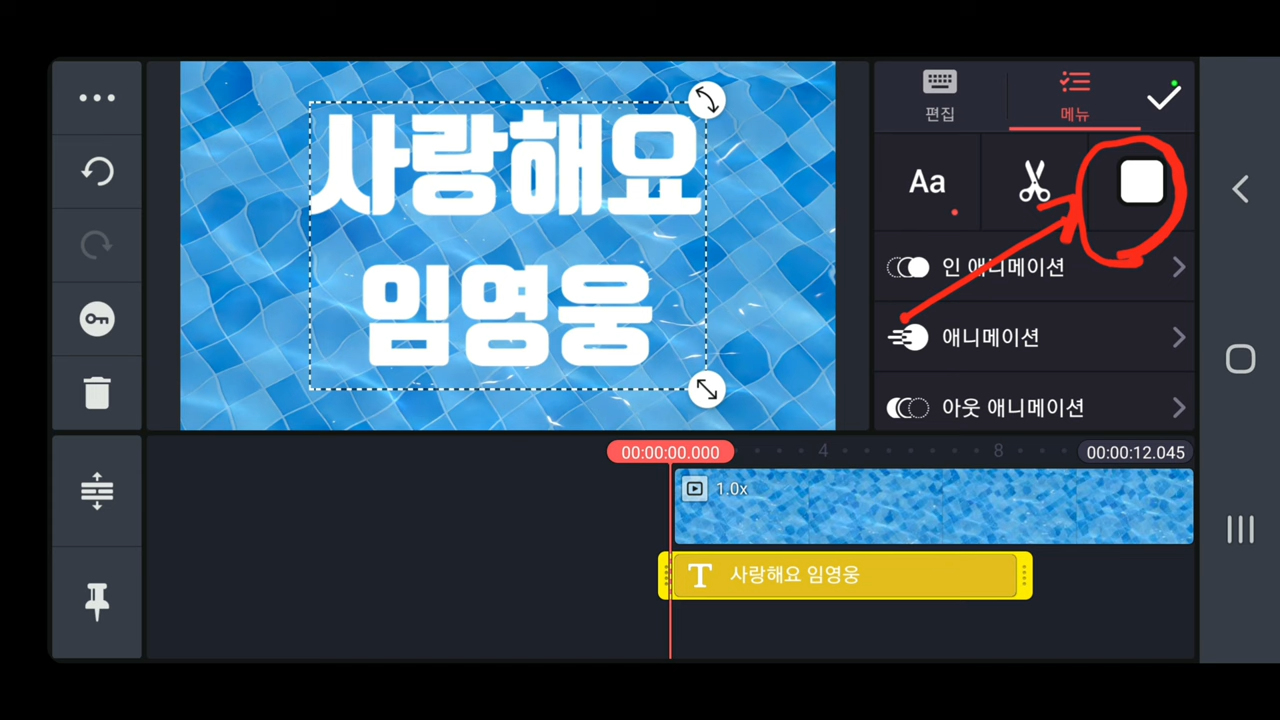 편집
메뉴
사랑해요
임영웅
Aa
인 애니메이션
애니메이션
아웃 애니메이션
00:00:00.000
4
8
00:00:12.045
1.0x
T 사랑해요 임영웅